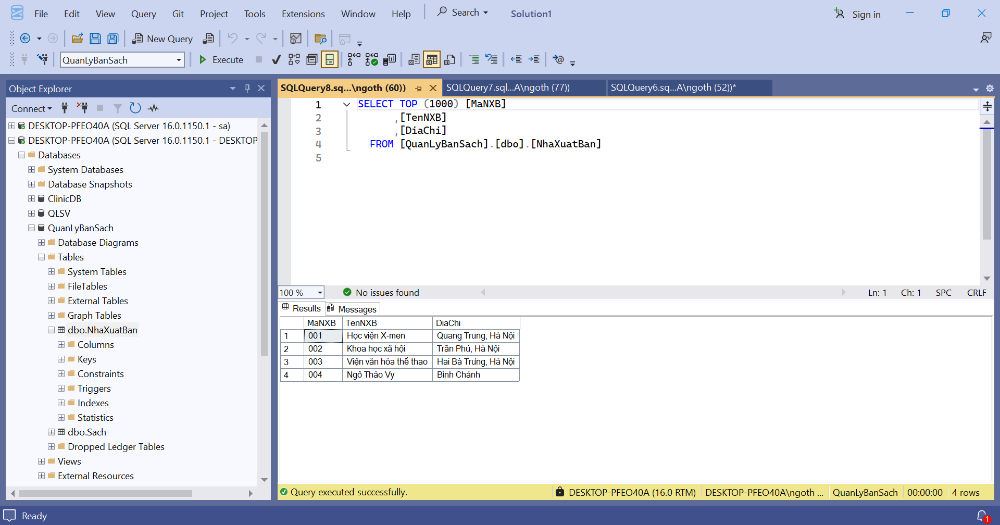 File Edit View Query Git Project Tools Extensions Window Help Search Solution1 Sign in
New Query
QuanLyBanSach Execute
Object Explorer
Connect
DESKTOP-PFEO40A (SQL Server 16.0.1150.1 - sa)
DESKTOP-PFEO40A (SQL Server 16.0.1150.1 - DESKTOP
Databases
System Databases
Database Snapshots
ClinicDB
QLSV
QuanLyBanSach
Database Diagrams
Tables
System Tables
FileTables
External Tables
Graph Tables
dbo.NhaXuatBan
Columns
Keys
Constraints
Triggers
Indexes
Statistics
dbo.Sach
Dropped Ledger Tables
Views
External Resources
SQLQuery8.sq...\ngoth (60)) SQLQuery7.sql...A\ngoth (77)) SQLQuery6.sq...A\ngoth (52))*
1 SELECT TOP (1000) [MaNXB]
2 ,[TenNXB]
3 ,[DiaChi]
4 FROM [QuanLyBanSach].[dbo].[NhaXuatBan]
5
100 % No issues found Ln: 1 Ch: 1 SPC CRLF
Results Messages
MaNXB TenNXB DiaChi
1 001 Học viện X-men Quang Trung, Hà Nội
2 002 Khoa học xã hội Trần Phú, Hà Nội
3 003 Viện văn hóa thể thao Hai Bà Trưng, Hà Nội
4 004 Ngô Thảo Vy Bình Chánh
Query executed successfully. DESKTOP-PFEO40A (16.0 RTM) DESKTOP-PFEO40A\ngoth ... QuanLyBanSach 00:00:00 4 rows
Ready 1